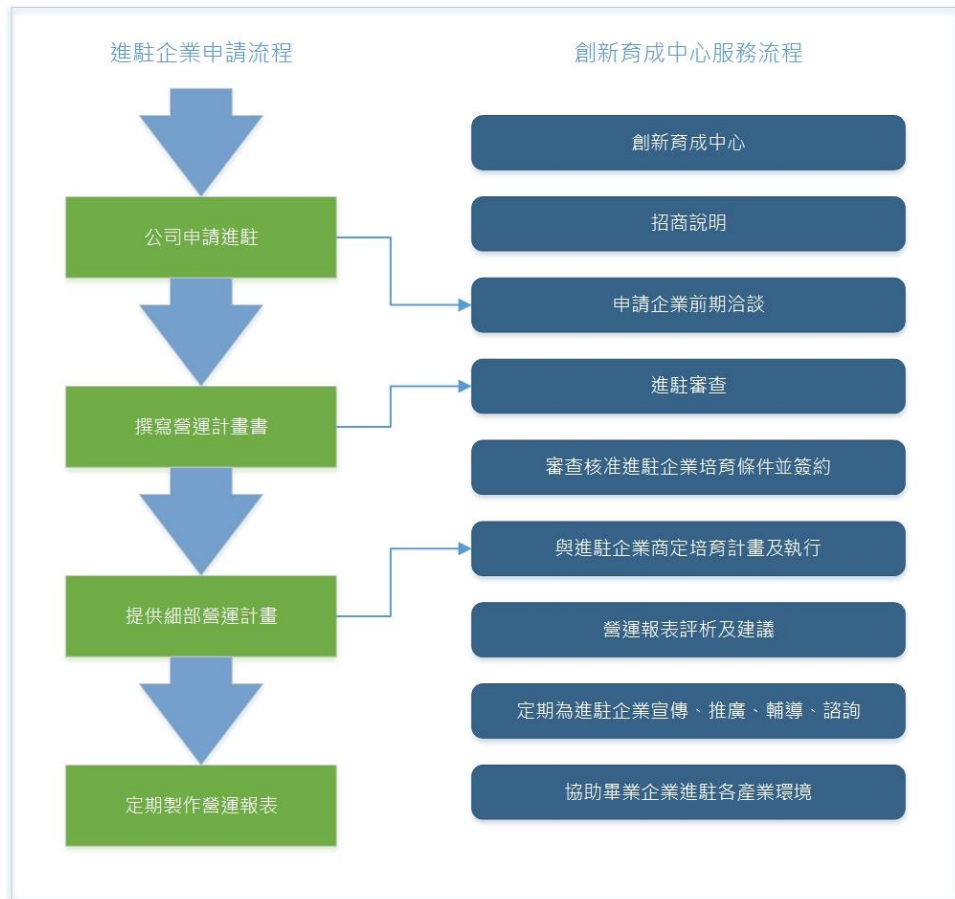 進駐企業申請流程
公司申請進駐
撰寫營運計畫書
提供細部營運計畫
定期製作營運報表
創新育成中心服務流程
創新育成中心
招商說明
申請企業前期洽談
進駐審查
審查核准進駐企業培育條件並簽約
與進駐企業商定培育計畫及執行
營運報表評析及建議
定期為進駐企業宣傳、推廣、輔導、諮詢
協助畢業企業進駐各產業環境